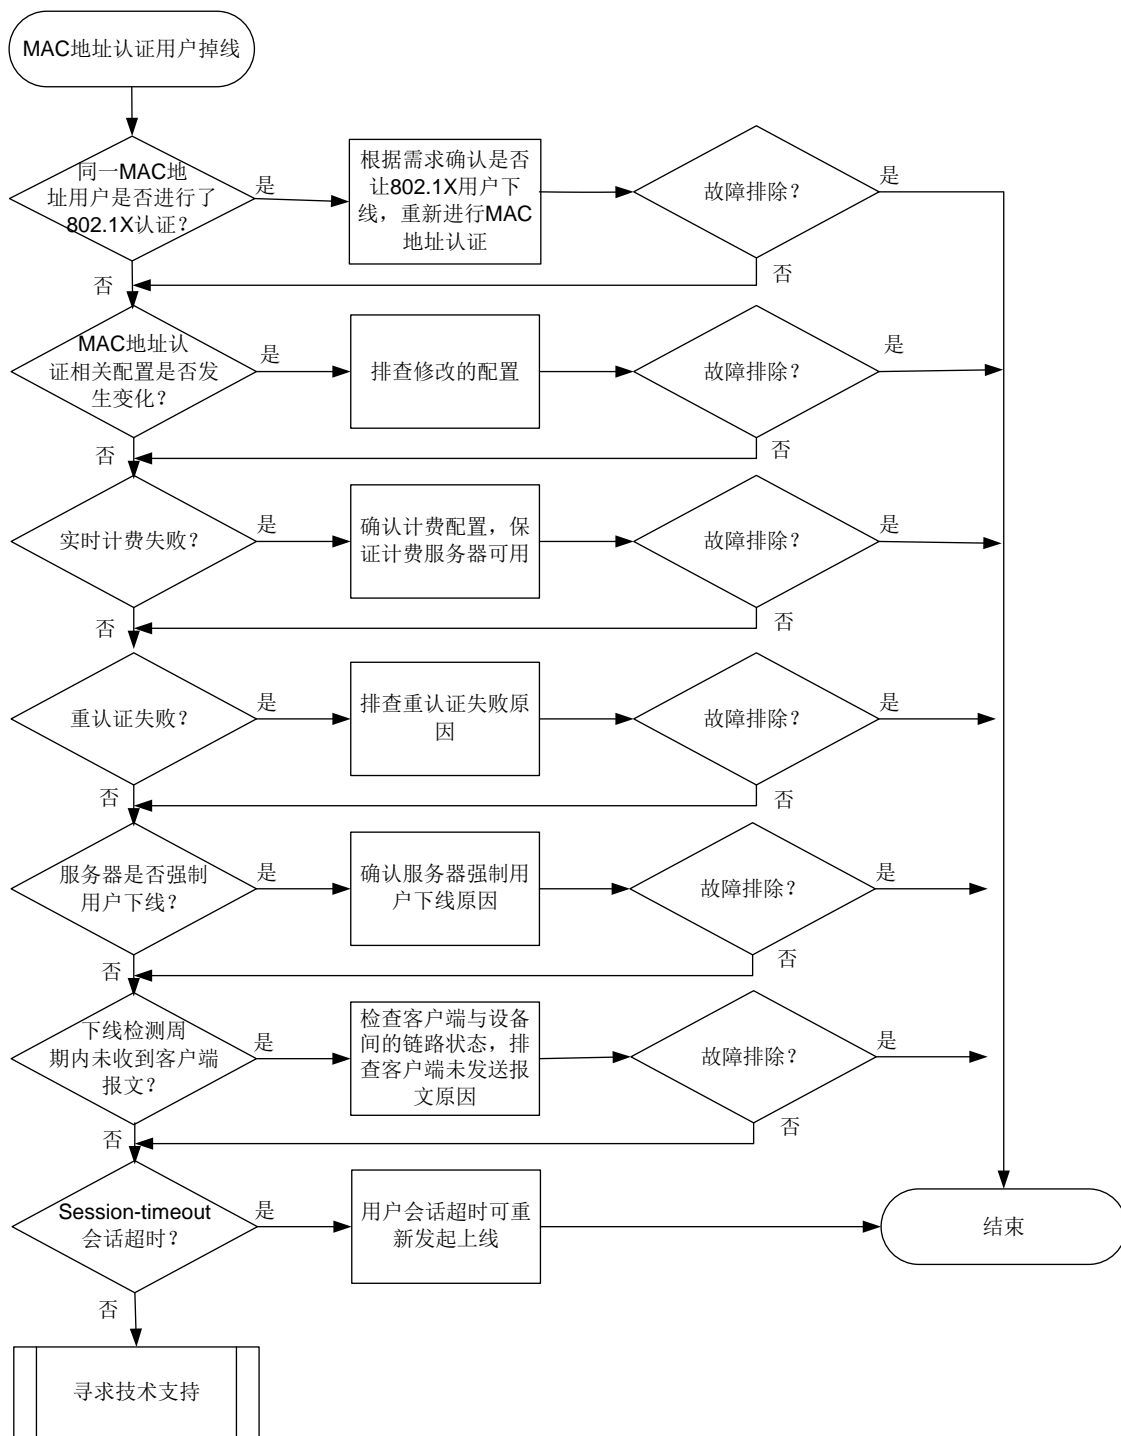 MAC地址认证用户掉线
同一MAC地
址用户是否进行了
802.1X认证？
是
根据需求确认是否
让802.1X用户下
线，重新进行MAC
地址认证
故障排除？
是
否
否
MAC地址认
证相关配置是否发
生变化？
是
排查修改的配置
故障排除？
是
否
否
实时计费失败？
是
确认计费配置，保
证计费服务器可用
故障排除？
是
否
否
重认证失败？
是
排查重认证失败原
因
故障排除？
是
否
否
服务器是否强制
用户下线？
是
确认服务器强制用
户下线原因
故障排除？
是
否
否
下线检测周
期内未收到客户端
报文？
是
检查客户端与设备
间的链路状态，排
查客户端未发送报
文原因
故障排除？
是
否
否
Session-timeout
会话超时？
是
用户会话超时可重
新发起上线
结束
否
寻求技术支持